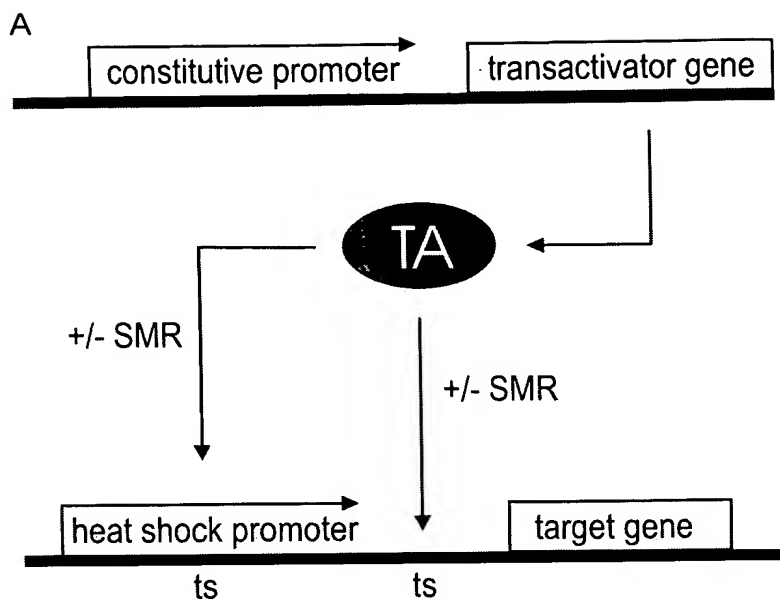 A
constitutive promoter
transactivator gene
TA
+/- SMR
+/- SMR
heat shock promoter
target gene
ts
ts